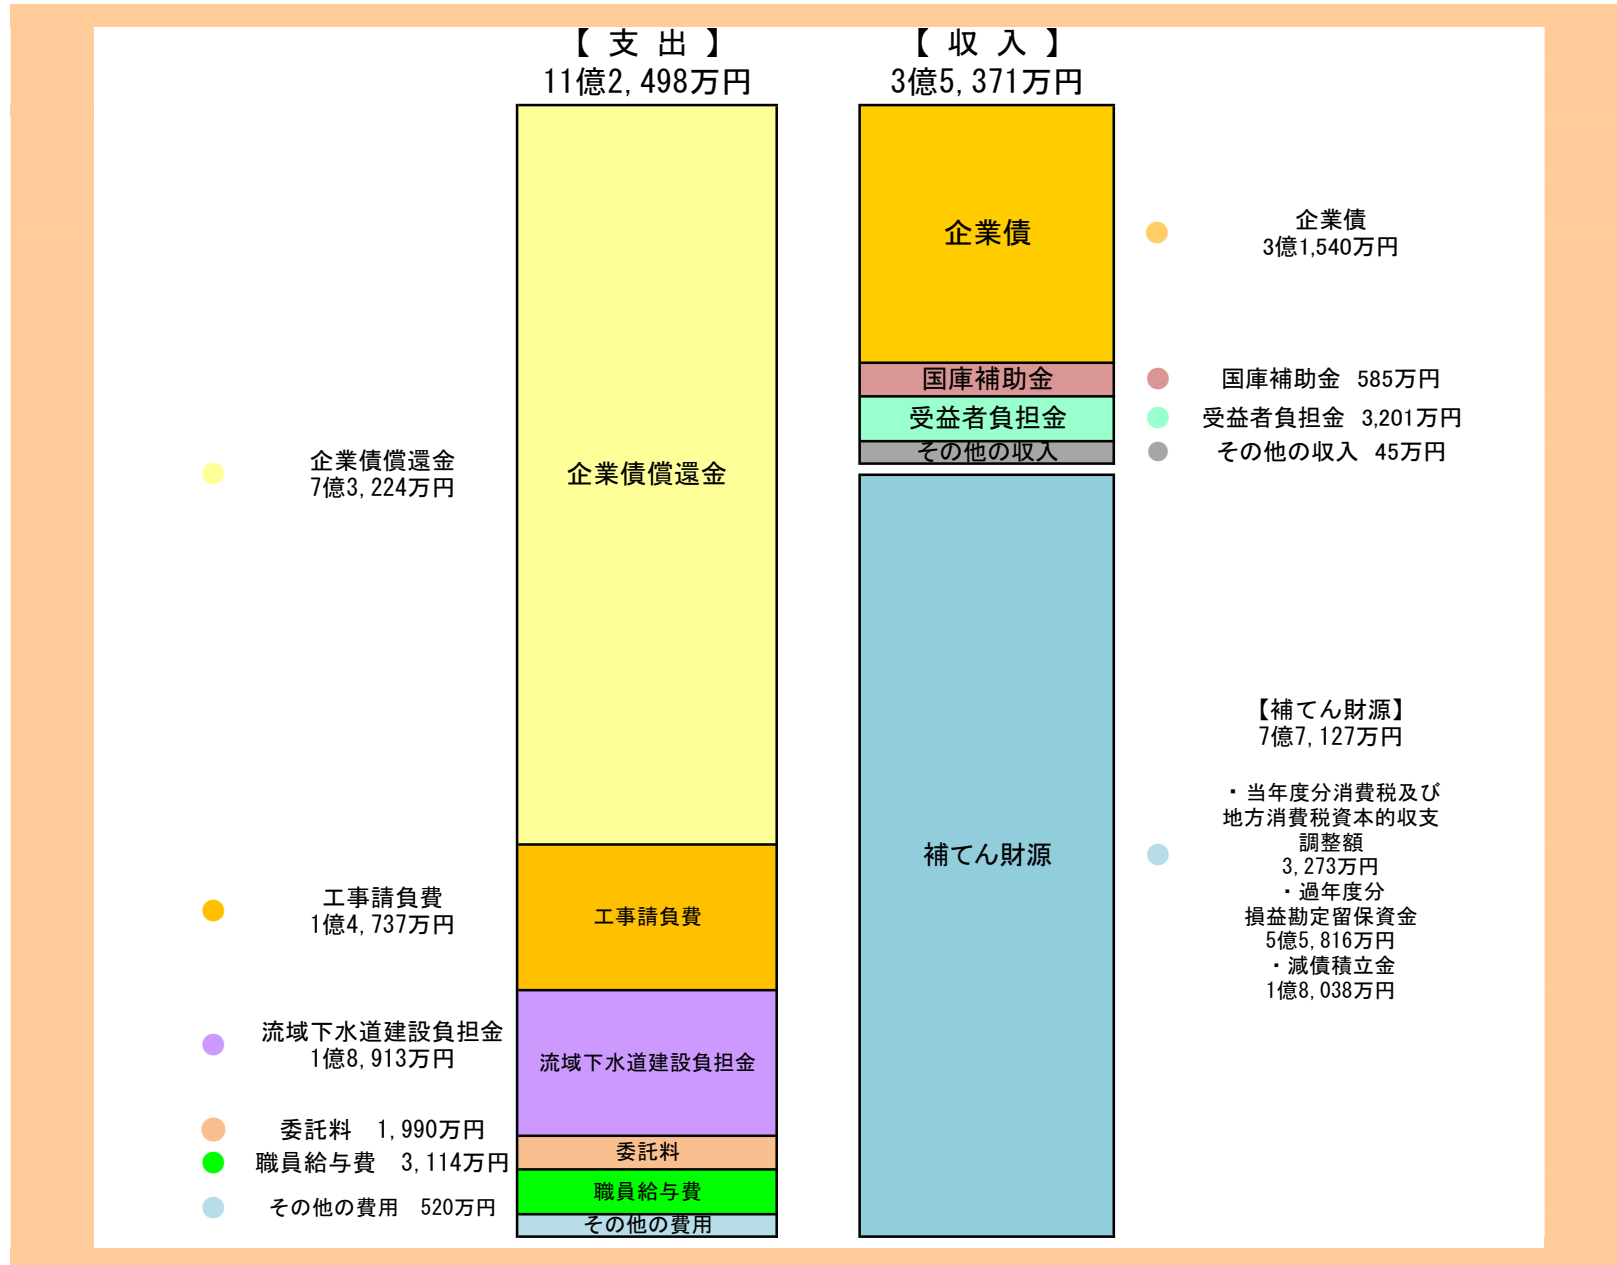 【 支 出 】
11億2,498万円
【 収 入 】
3億5,371万円
企業債償還金
7億3,224万円
工事請負費
1億4,737万円
流域下水道建設負担金
1億8,913万円
委託料　1,990万円
職員給与費　3,114万円
その他の費用　520万円
企業債償還金
工事請負費
流域下水道建設負担金
委託料
職員給与費
その他の費用
企業債
国庫補助金
受益者負担金
その他の収入
補てん財源
企業債
3億1,540万円
国庫補助金　585万円
受益者負担金　3,201万円
その他の収入　45万円
【補てん財源】
7億7,127万円
・当年度分消費税及び
地方消費税資本的収支
調整額
3,273万円
・過年度分
損益勘定留保資金
5億5,816万円
・減債積立金
1億8,038万円